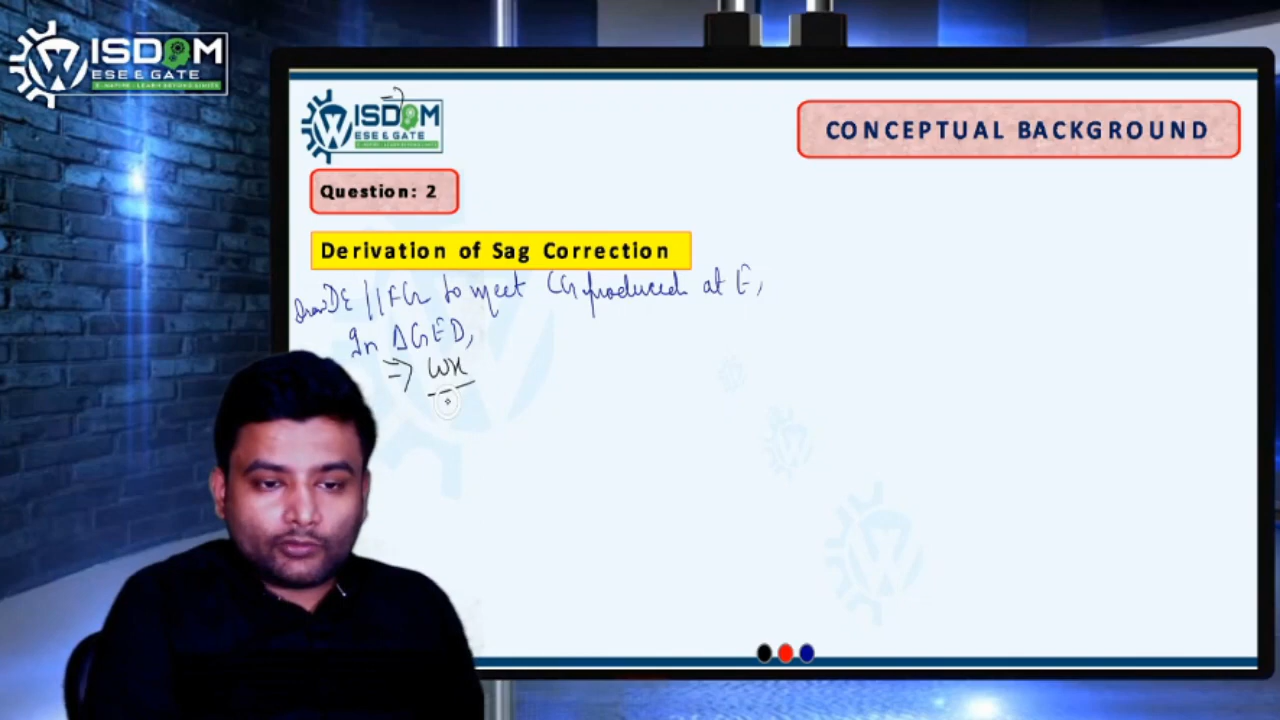 WISDOM
ESE & GATE
WISDOM
ESE & GATE
CONCEPTUAL BACKGROUND
Question: 2
Derivation of Sag Correction
Draw DE || FG to meet CG produced at E,
In ΔGED,
⇒ wx